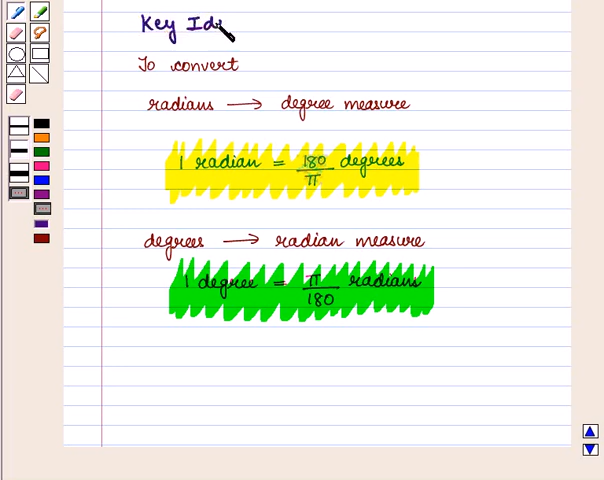 Key Id
To convert
radians → degree measure
1 radian = 180/π degrees
degrees → radian measure
1 degree = π/180 radians